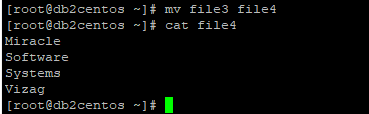 [root@db2centos ~]# mv file3 file4
[root@db2centos ~]# cat file4
Miracle
Software
Systems
Vizag
[root@db2centos ~]#